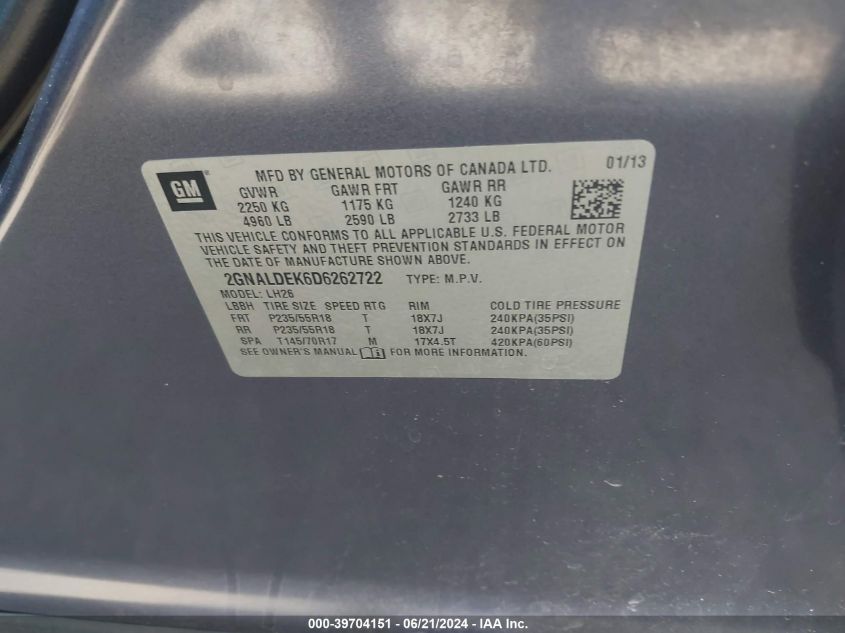 GM
MFD BY GENERAL MOTORS OF CANADA LTD. 01/13
GVWR GAWR FRT GAWR RR
2250 KG 1175 KG 1240 KG
4960 LB 2590 LB 2733 LB
THIS VEHICLE CONFORMS TO ALL APPLICABLE U.S. FEDERAL MOTOR
VEHICLE SAFETY AND THEFT PREVENTION STANDARDS IN EFFECT ON
THE DATE OF MANUFACTURE SHOWN ABOVE.
2GNALDEK6D6262722 TYPE: M.P.V.
MODEL: LH26
LBBH TIRE SIZE SPEED RTG RIM COLD TIRE PRESSURE
FRT P235/55R18 T 18X7J 240KPA(35PSI)
RR P235/55R18 T 18X7J 240KPA(35PSI)
SPA T145/70R17 M 17X4.5T 420KPA(60PSI)
SEE OWNER'S MANUAL FOR MORE INFORMATION.
000-39704151 - 06/21/2024 - IAA Inc.